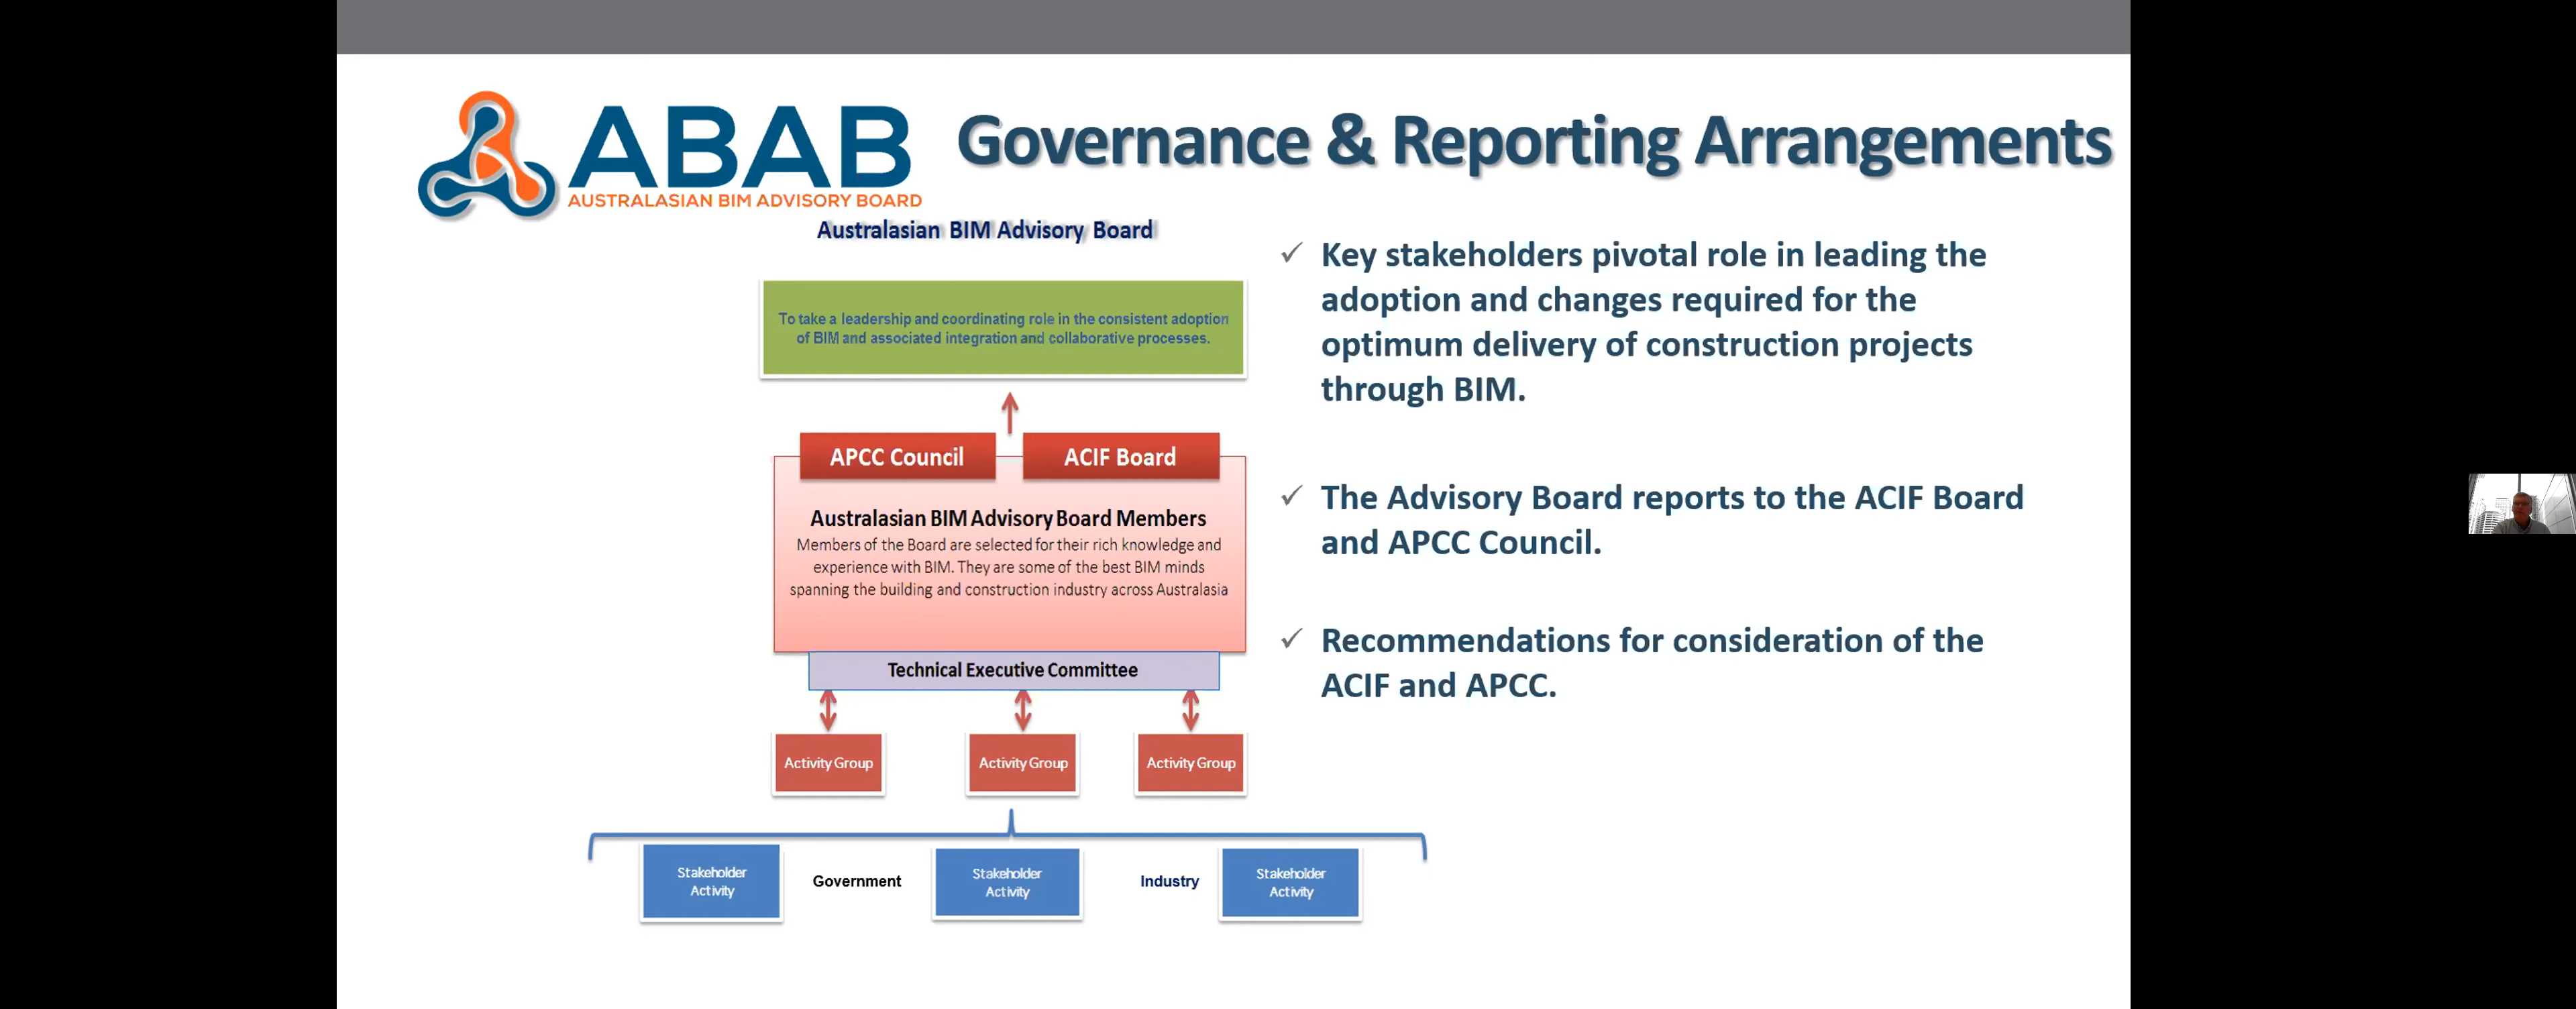 ABAB
AUSTRALASIAN BIM ADVISORY BOARD
Governance & Reporting Arrangements
Australasian BIM Advisory Board
To take a leadership and coordinating role in the consistent adoption
of BIM and associated integration and collaborative processes.
APCC Council
ACIF Board
Australasian BIM Advisory Board Members
Members of the Board are selected for their rich knowledge and
experience with BIM. They are some of the best BIM minds
spanning the building and construction industry across Australasia
Technical Executive Committee
Activity Group
Activity Group
Activity Group
Stakeholder
Activity
Government
Stakeholder
Activity
Industry
Stakeholder
Activity
✓ Key stakeholders pivotal role in leading the
adoption and changes required for the
optimum delivery of construction projects
through BIM.
✓ The Advisory Board reports to the ACIF Board
and APCC Council.
✓ Recommendations for consideration of the
ACIF and APCC.